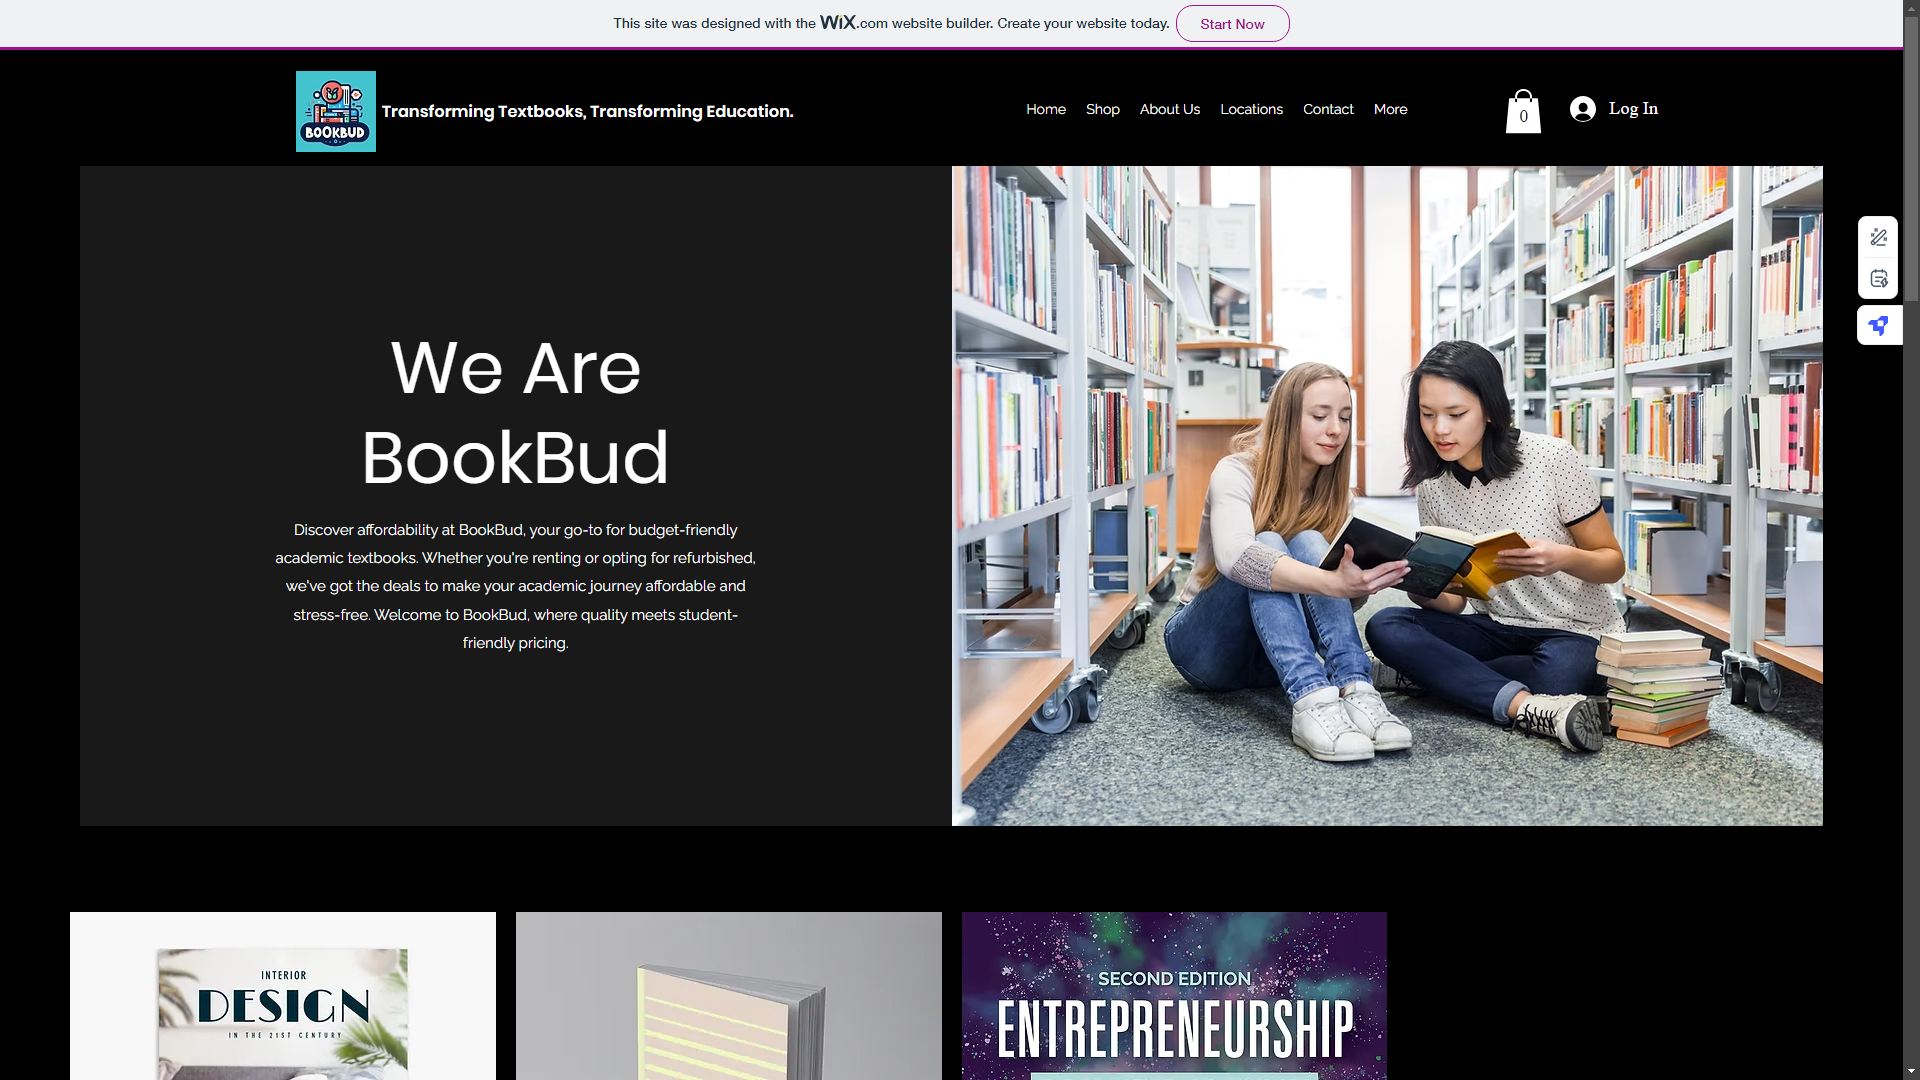 This site was designed with the WiX.com website builder. Create your website today.
Start Now
BOOKBUD
Transforming Textbooks, Transforming Education.
Home
Shop
About Us
Locations
Contact
More
0
Log In
We Are
BookBud
Discover affordability at BookBud, your go-to for budget-friendly
academic textbooks. Whether you're renting or opting for refurbished,
we've got the deals to make your academic journey affordable and
stress-free. Welcome to BookBud, where quality meets student-
friendly pricing.
INTERIOR
DESIGN
IN THE 21ST CENTURY
SECOND EDITION
ENTREPRENEURSHIP